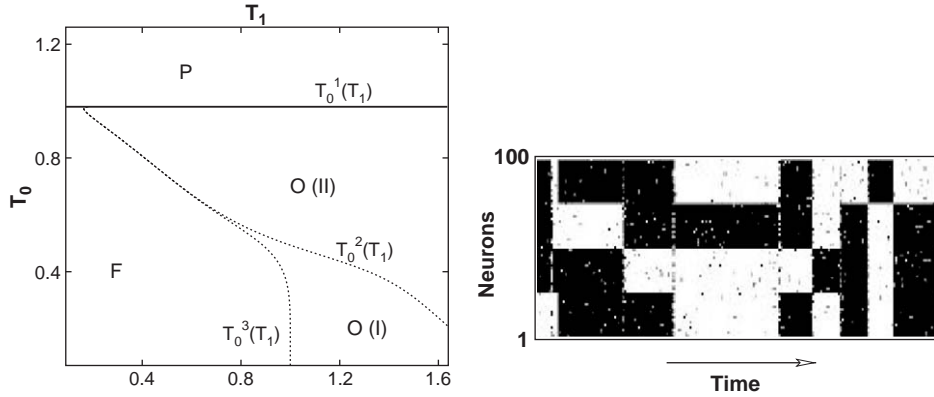 T₁
1.2
P
T₀¹(T₁)
0.8
O (II)
T₀
T₀²(T₁)
0.4
F
T₀³(T₁)
O (I)
0.4 0.8 1.2 1.6
100
Neurons
1
Time